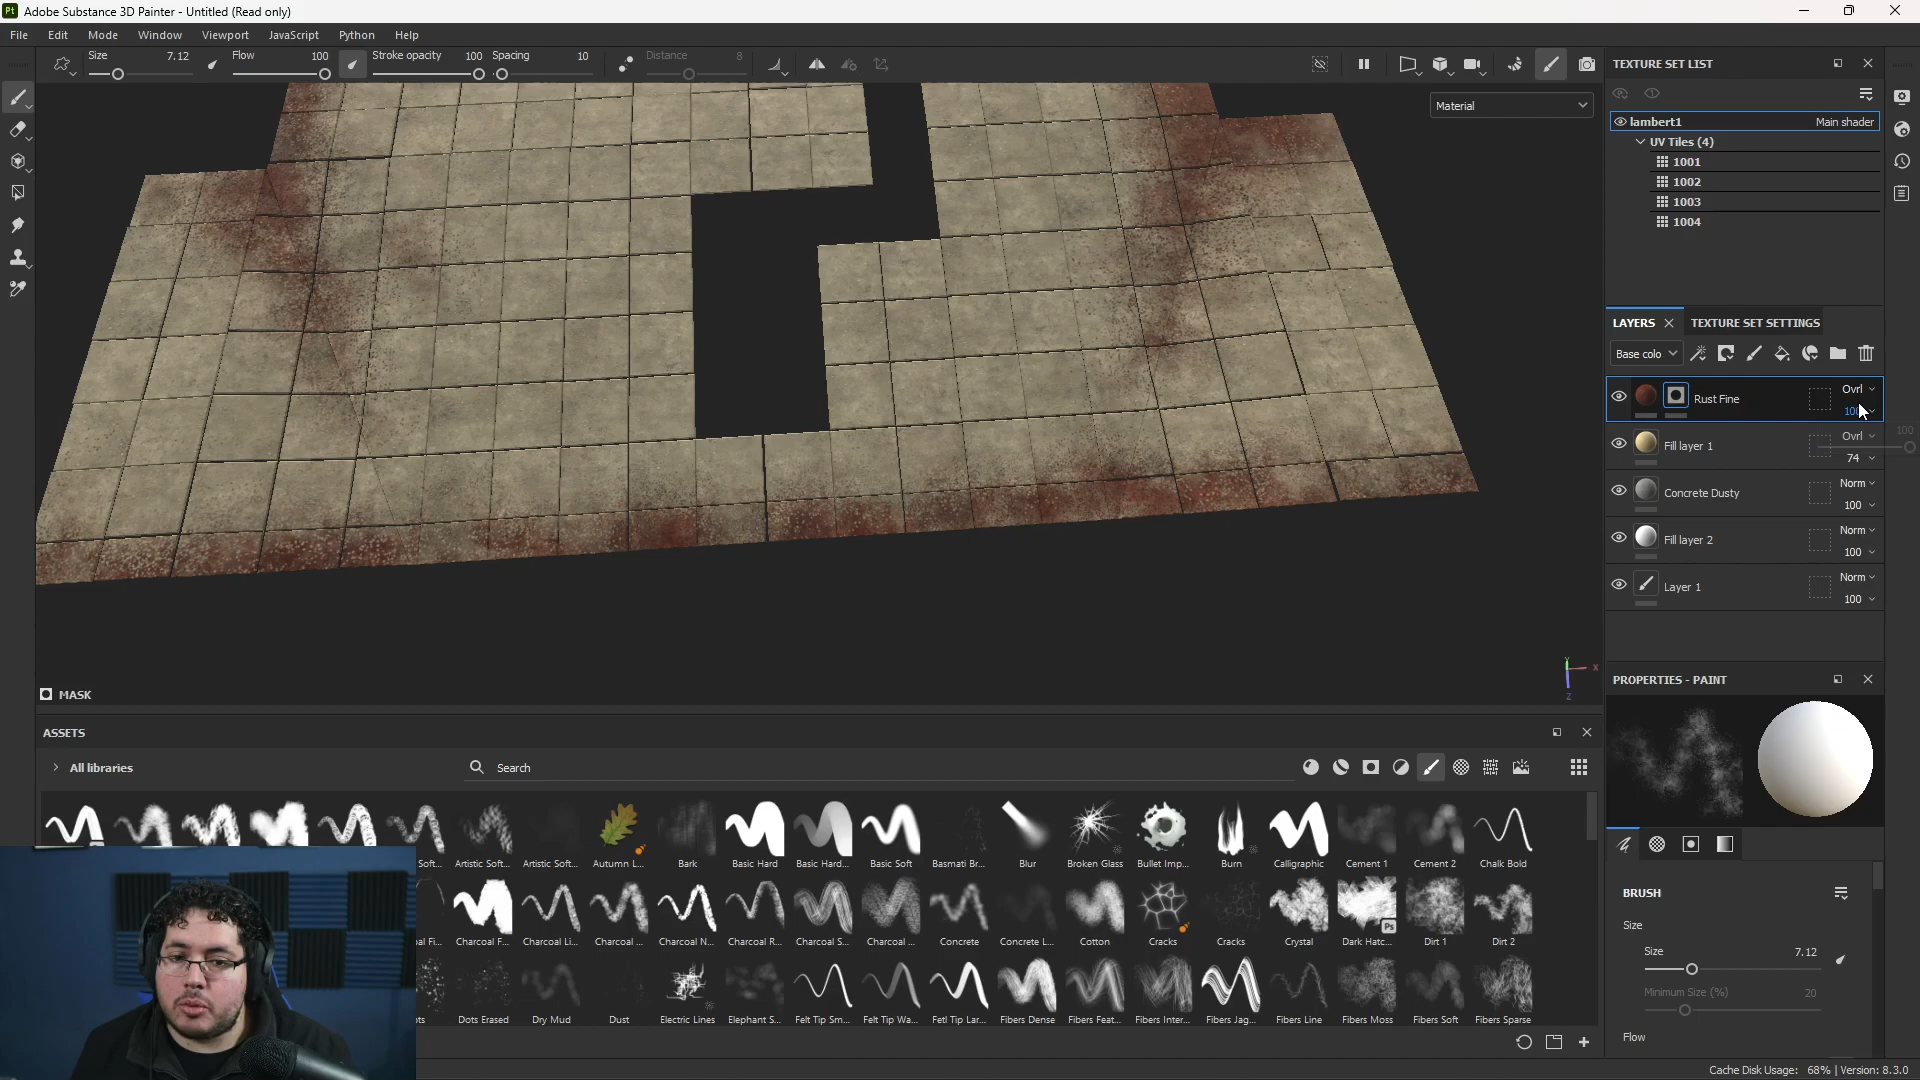 Adobe Substance 3D Painter - Untitled (Read only)
File Edit Mode Window Viewport JavaScript Python Help
Size 7.12 Flow 100 Stroke opacity 100 Spacing 10 Distance 8
Material
TEXTURE SET LIST
lambert1 Main shader
UV Tiles (4)
1001
1002
1003
1004
LAYERS TEXTURE SET SETTINGS
Base colo
Rust Fine Ovrl
100
100
Fill layer 1 Ovrl
74
Concrete Dusty Norm
100
Fill layer 2 Norm
100
Layer 1 Norm
100
MASK
PROPERTIES - PAINT
ASSETS
All libraries
Search
Soft... Artistic Soft... Artistic Soft... Autumn L... Bark Basic Hard Basic Hard... Basic Soft Basmati Br... Blur Broken Glass Bullet Imp... Burn Calligraphic Cement 1 Cement 2 Chalk Bold
al Fi... Charcoal F... Charcoal Li... Charcoal ... Charcoal N... Charcoal R... Charcoal S... Charcoal ... Concrete Concrete L... Cotton Cracks Cracks Crystal Dark Hatc... Dirt 1 Dirt 2
ots Dots Erased Dry Mud Dust Electric Lines Elephant S... Felt Tip Sm... Felt Tip Wa... Fetl Tip Lar... Fibers Dense Fibers Feat... Fibers Inter... Fibers Jag... Fibers Line Fibers Moss Fibers Soft Fibers Sparse
BRUSH
Size
Size 7.12
Minimum Size (%) 20
Flow
Cache Disk Usage: 68% | Version: 8.3.0